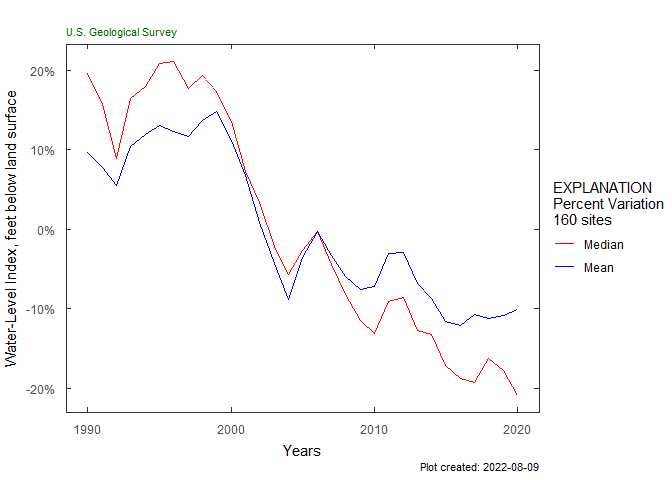 U.S. Geological Survey
Water-Level Index, feet below land surface
20%
10%
0%
-10%
-20%
1990
2000
2010
2020
Years
EXPLANATION
Percent Variation
160 sites
Median
Mean
Plot created: 2022-08-09